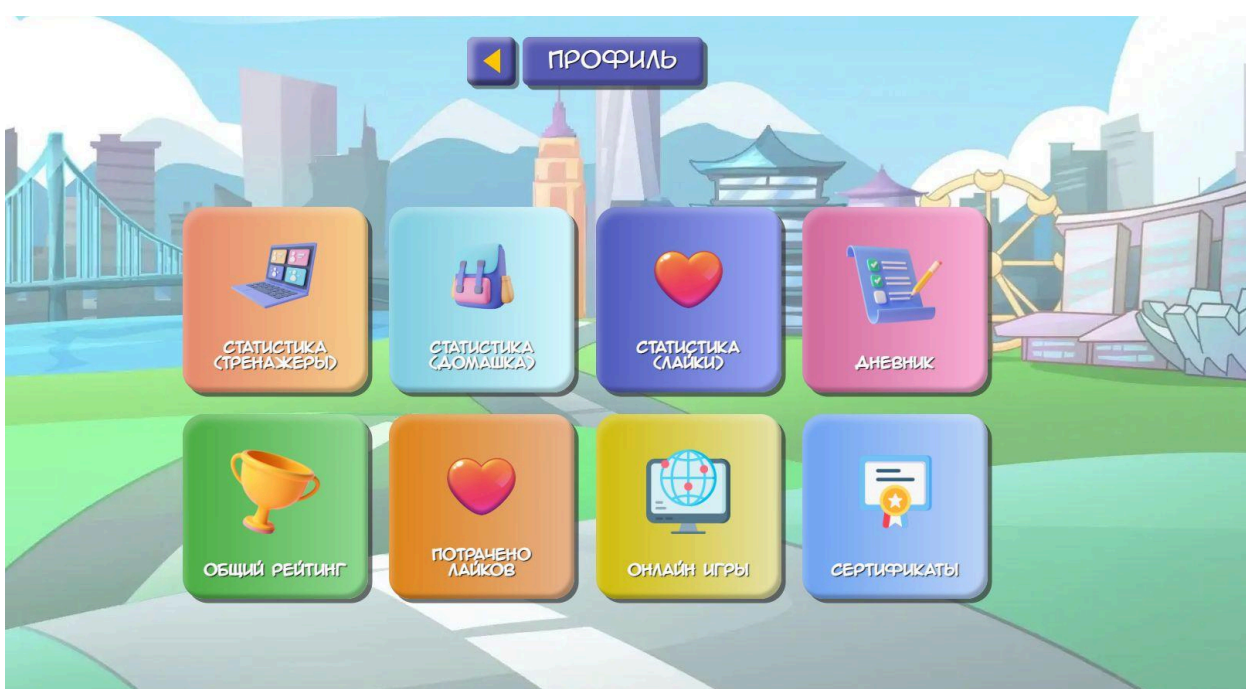 ПРОФИЛЬ
СТАТИСТИКА
(ТРЕНАЖЕРЫ)
СТАТИСТИКА
(ДОМАШКА)
СТАТИСТИКА
(ЛАЙКИ)
ДНЕВНИК
ОБЩИЙ РЕЙТИНГ
ПОТРАЧЕНО
ЛАЙКОВ
ОНЛАЙН ИГРЫ
СЕРТИФИКАТЫ